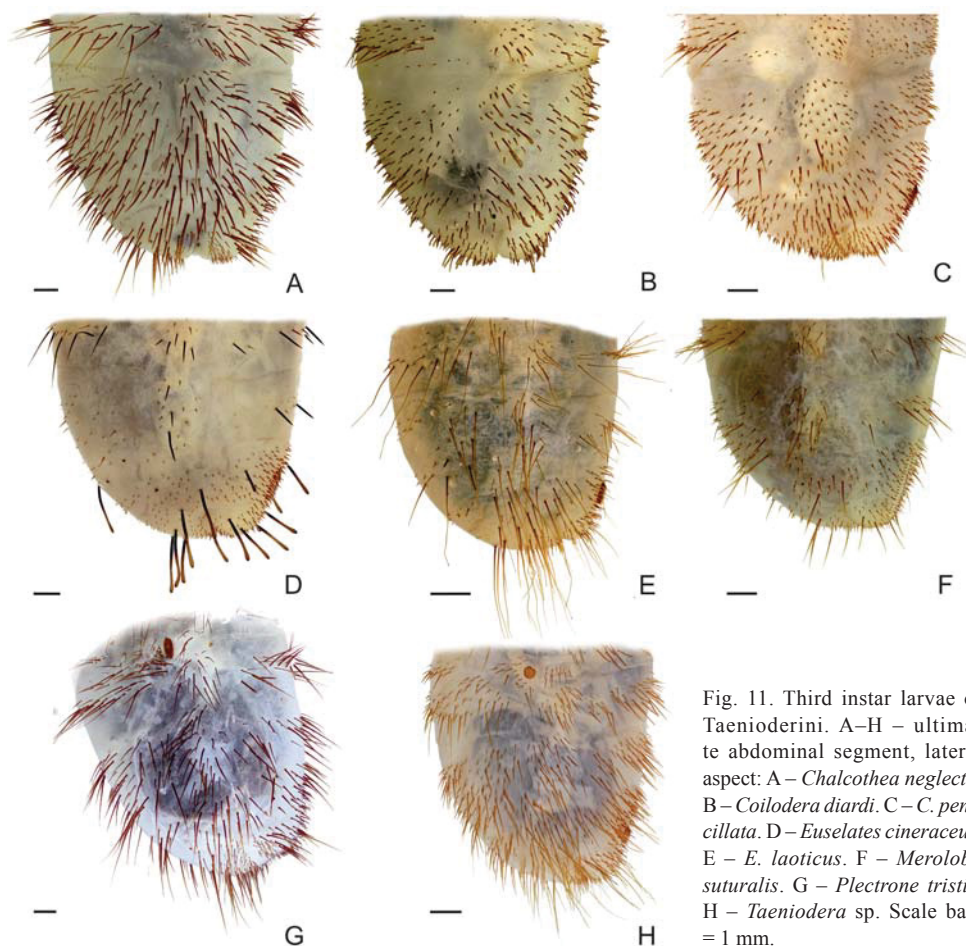 A
B
C
D
E
F
G
H
Fig. 11. Third instar larvae o
Taenioderini. A–H – ultima
te abdominal segment, later
aspect: A – Chalcothea neglect
B – Coilodera diardi. C – C. pen
cillata. D – Euselates cineraceu
E – E. laoticus. F – Merolob
suturalis. G – Plectrone trist
H – Taeniodera sp. Scale ba
= 1 mm.